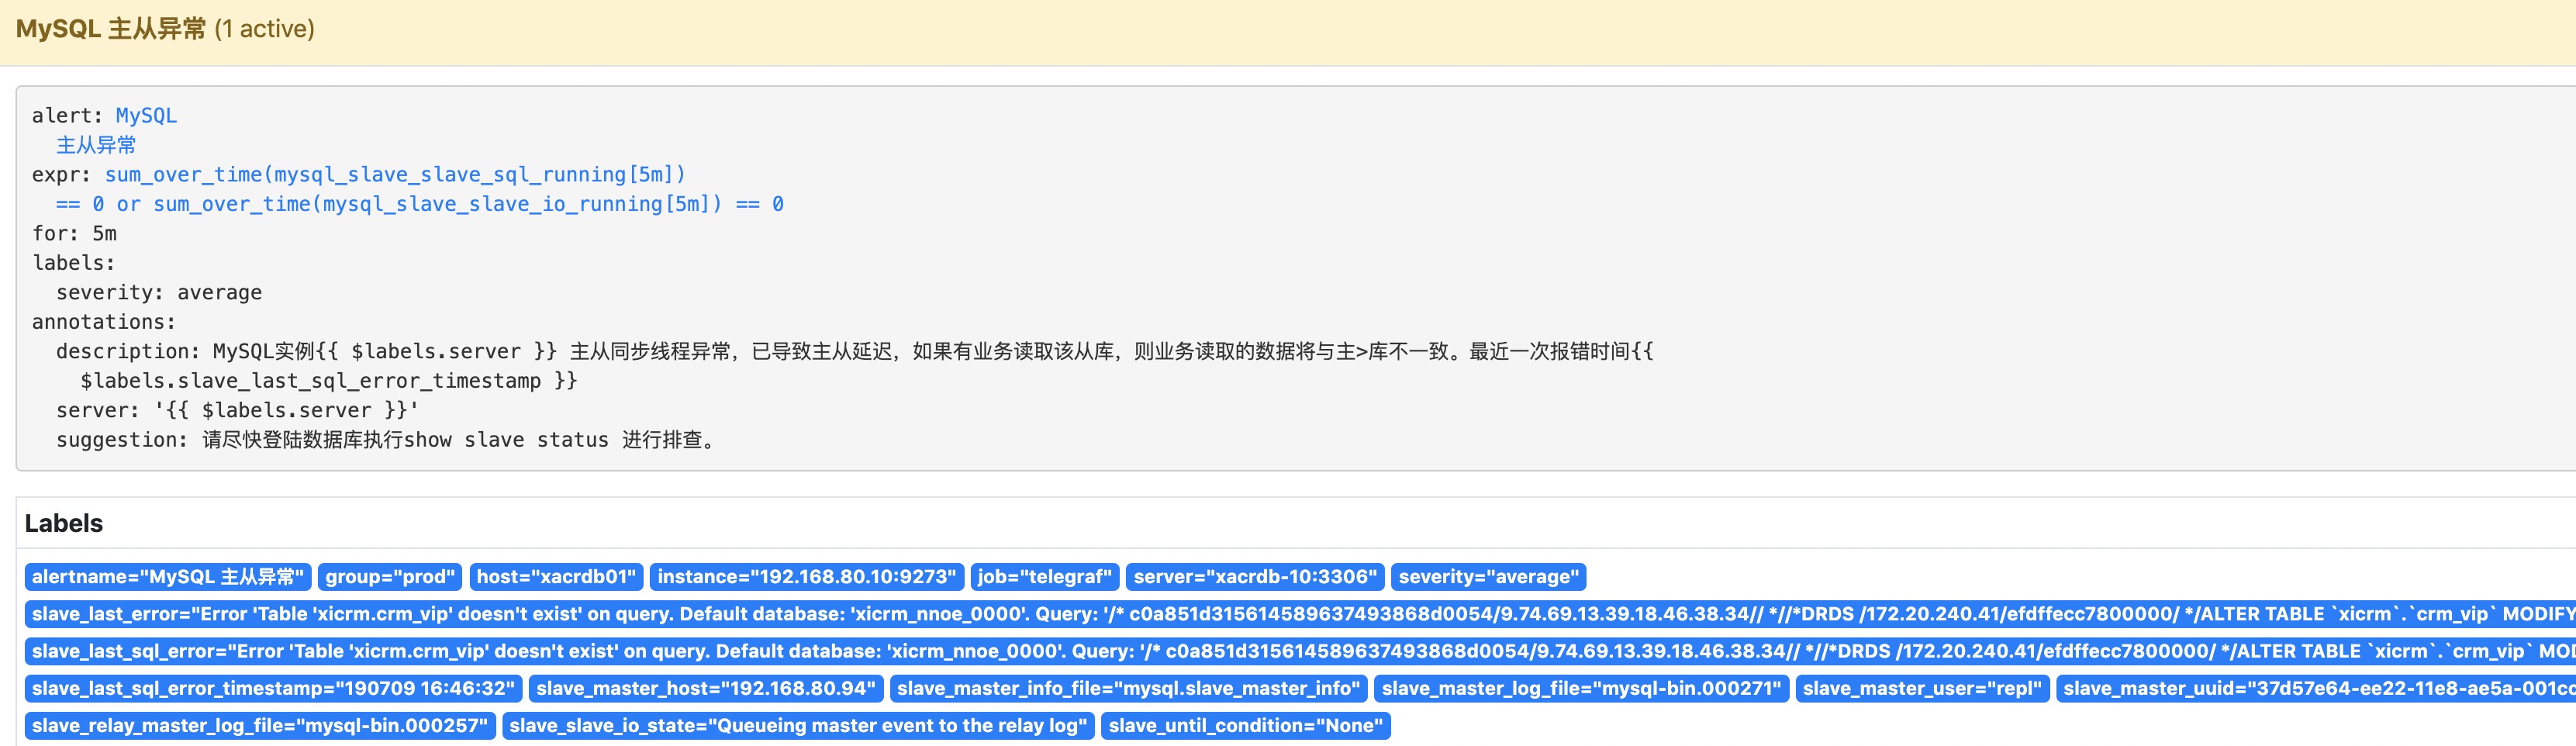 MySQL 主从异常 (1 active)
alert: MySQL
主从异常
expr: sum_over_time(mysql_slave_slave_sql_running[5m])
== 0 or sum_over_time(mysql_slave_slave_io_running[5m]) == 0
for: 5m
labels:
severity: average
annotations:
description: MySQL实例{{ $labels.server }} 主从同步线程异常，已导致主从延迟，如果有业务读取该从库，则业务读取的数据将与主>库不一致。最近一次报错时间{{
$labels.slave_last_sql_error_timestamp }}
server: '{{ $labels.server }}'
suggestion: 请尽快登陆数据库执行show slave status 进行排查。
Labels
alertname="MySQL 主从异常" group="prod" host="xacrdb01" instance="192.168.80.10:9273" job="telegraf" server="xacrdb-10:3306" severity="average"
slave_last_error="Error 'Table 'xicrm.crm_vip' doesn't exist' on query. Default database: 'xicrm_nnoe_0000'. Query: '/* c0a851d315614589637493868d0054/9.74.69.13.39.18.46.38.34// *//*DRDS /172.20.240.41/efdffecc7800000/ */ALTER TABLE `xicrm`.`crm_vip` MODIFY
slave_last_sql_error="Error 'Table 'xicrm.crm_vip' doesn't exist' on query. Default database: 'xicrm_nnoe_0000'. Query: '/* c0a851d315614589637493868d0054/9.74.69.13.39.18.46.38.34// *//*DRDS /172.20.240.41/efdffecc7800000/ */ALTER TABLE `xicrm`.`crm_vip` MOD
slave_last_sql_error_timestamp="190709 16:46:32" slave_master_host="192.168.80.94" slave_master_info_file="mysql.slave_master_info" slave_master_log_file="mysql-bin.000271" slave_master_user="repl" slave_master_uuid="37d57e64-ee22-11e8-ae5a-001cc
slave_relay_master_log_file="mysql-bin.000257" slave_slave_io_state="Queueing master event to the relay log" slave_until_condition="None"